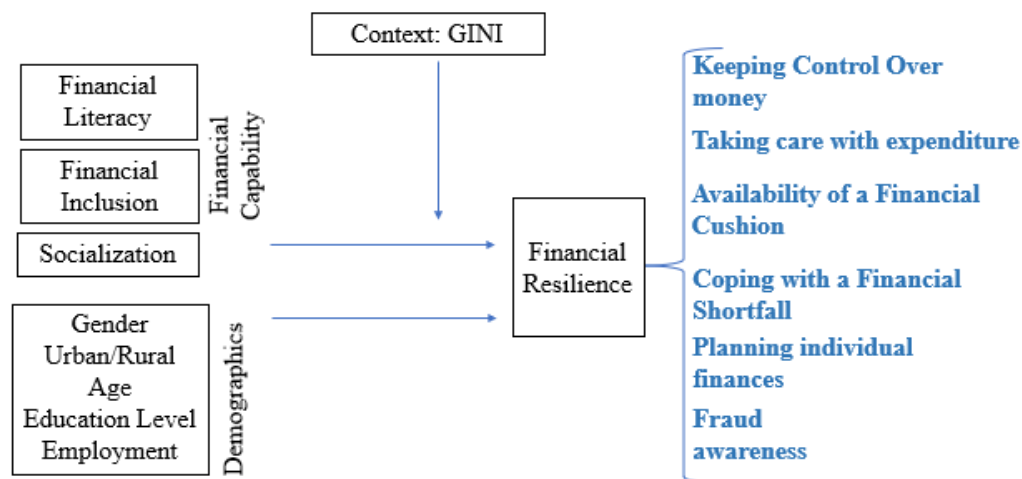 Context: GINI
Financial
Literacy
Financial
Inclusion
Socialization
Financial
Capability
Gender
Urban/Rural
Age
Education Level
Employment
Demographics
Financial
Resilience
Keeping Control Over
money
Taking care with expenditure
Availability of a Financial
Cushion
Coping with a Financial
Shortfall
Planning individual
finances
Fraud
awareness